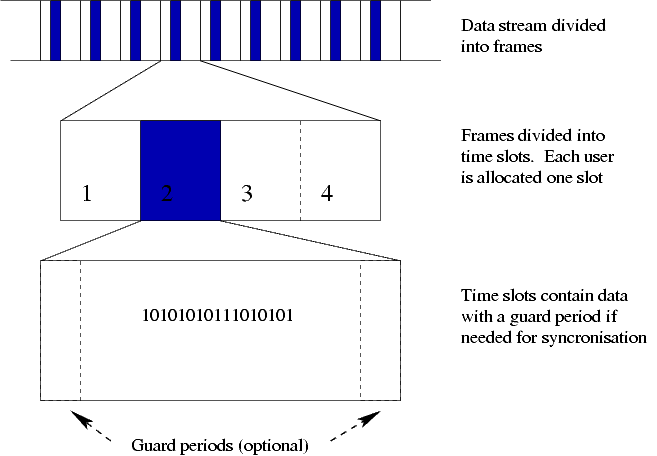 Data stream divided
into frames
Frames divided into
time slots. Each user
is allocated one slot
1 2 3 4
Time slots contain data
with a guard period if
needed for syncronisation
10101010111010101
Guard periods (optional)